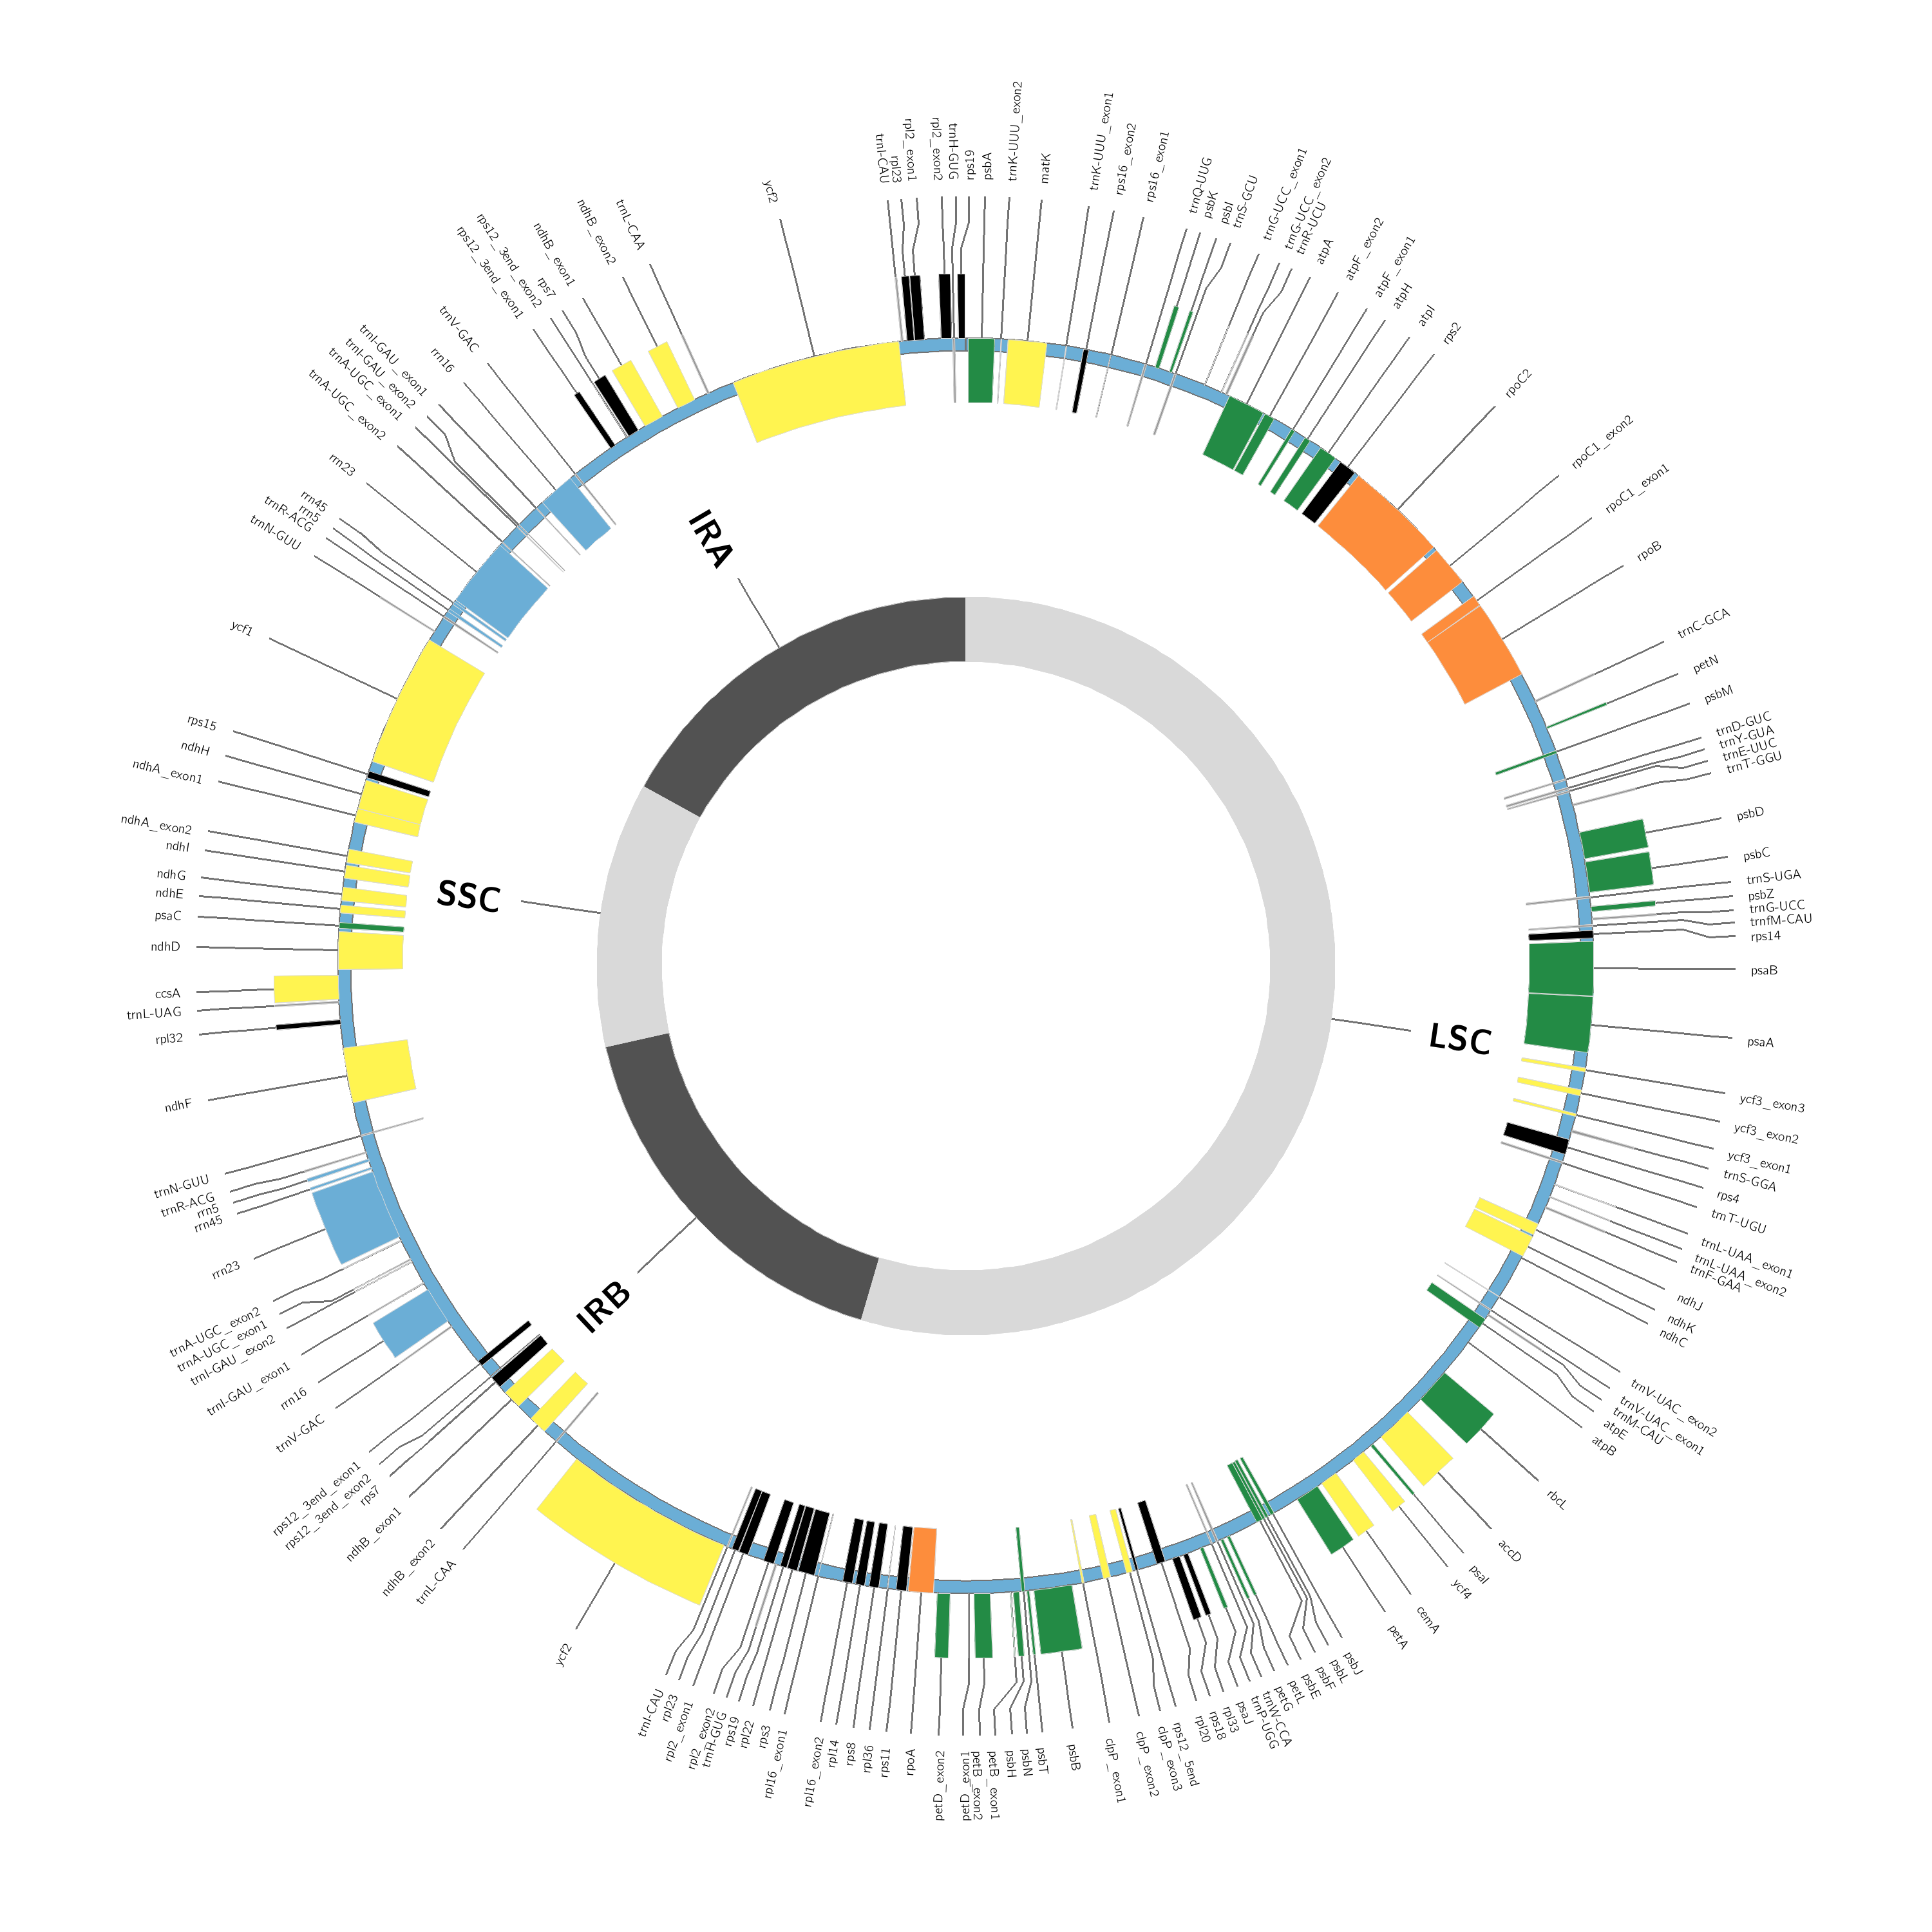 trnI-CAU
rpl23
rpl2_exon1
rpl2_exon2
trnH-GUG
rps19
psbA
trnK-UUU_exon2
matK
trnK-UUU_exon1
rps16_exon2
rps16_exon1
trnQ-UUG
psbK
psbI
trnS-GCU
trnG-UCC_exon1
trnG-UCC_exon2
trnR-UCU
atpA
atpF_exon2
atpF_exon1
atpH
atpI
rps2
rpoC2
rpoC1_exon2
rpoC1_exon1
rpoB
trnC-GCA
petN
psbM
trnD-GUC
trnY-GUA
trnE-UUC
trnT-GGU
psbD
psbC
trnS-UGA
psbZ
trnG-UCC
trnfM-CAU
rps14
psaB
psaA
ycf3_exon3
ycf3_exon2
ycf3_exon1
trnS-GGA
rps4
trnT-UGU
trnL-UAA_exon1
trnL-UAA_exon2
trnF-GAA
ndhJ
ndhK
ndhC
trnV-UAC_exon2
trnV-UAC_exon1
trnM-CAU
atpE
atpB
rbcL
accD
psaI
ycf4
cemA
petA
psbJ
psbL
psbF
psbE
petL
petG
trnW-CCA
trnP-UGG
psaJ
rpl33
rps18
rpl20
rps12_5end
clpP_exon3
clpP_exon2
clpP_exon1
psbB
psbT
psbN
psbH
petB_exon1
petB_exon2
petD_exon1
petD_exon2
rpoA
rps11
rpl36
rps8
rpl14
rpl16_exon2
rpl16_exon1
rps3
rpl22
rps19
trnH-GUG
rpl2_exon2
rpl2_exon1
rpl23
trnI-CAU
ycf2
trnL-CAA
ndhB_exon2
ndhB_exon1
rps7
rps12_3end_exon2
rps12_3end_exon1
trnV-GAC
rrn16
trnI-GAU_exon1
trnI-GAU_exon2
trnA-UGC_exon1
trnA-UGC_exon2
rrn23
rrn45
rrn5
trnR-ACG
trnN-GUU
ndhF
rpl32
trnL-UAG
ccsA
ndhD
psaC
ndhE
ndhG
ndhI
ndhA_exon2
ndhA_exon1
ndhH
rps15
ycf1
trnN-GUU
trnR-ACG
rrn5
rrn45
rrn23
trnA-UGC_exon2
trnA-UGC_exon1
trnI-GAU_exon2
trnI-GAU_exon1
rrn16
trnV-GAC
rps12_3end_exon1
rps12_3end_exon2
rps7
ndhB_exon1
ndhB_exon2
trnL-CAA
ycf2
IRA
SSC
LSC
IRB